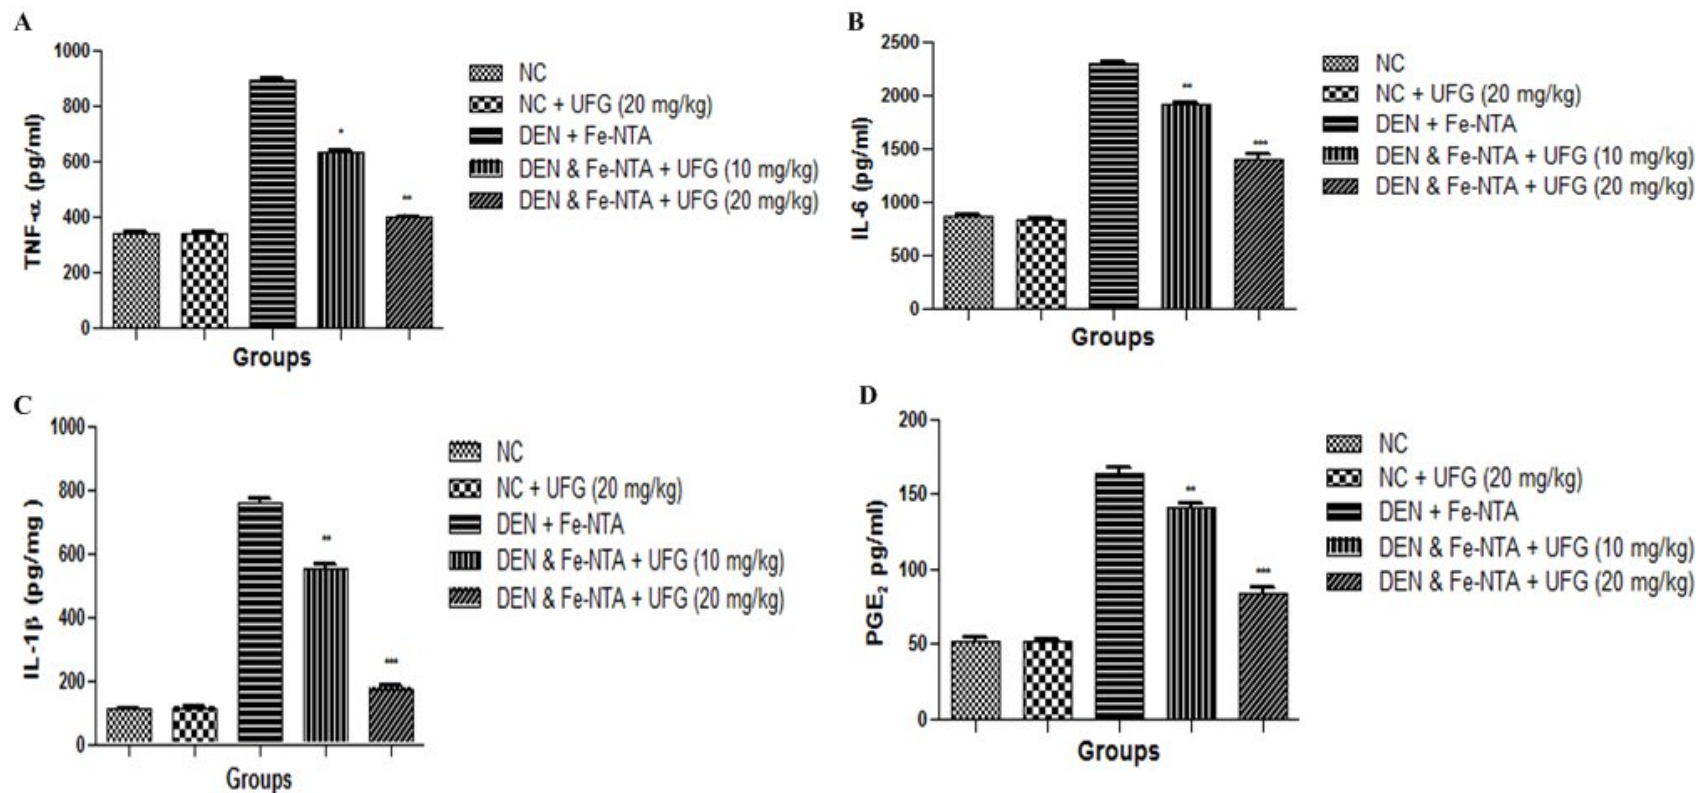 A
TNF-α (pg/ml)
1000
800
600
400
200
0
*
**
Groups
NC
NC + UFG (20 mg/kg)
DEN + Fe-NTA
DEN & Fe-NTA + UFG (10 mg/kg)
DEN & Fe-NTA + UFG (20 mg/kg)
B
IL-6 (pg/ml)
2500
2000
1500
1000
500
0
**
***
Groups
NC
NC + UFG (20 mg/kg)
DEN + Fe-NTA
DEN & Fe-NTA + UFG (10 mg/kg)
DEN & Fe-NTA + UFG (20 mg/kg)
C
IL-1β (pg/mg )
1000
800
600
400
200
0
**
***
Groups
NC
NC + UFG (20 mg/kg)
DEN + Fe-NTA
DEN & Fe-NTA + UFG (10 mg/kg)
DEN & Fe-NTA + UFG (20 mg/kg)
D
PGE₂ pg/ml)
200
150
100
50
0
**
***
Groups
NC
NC + UFG (20 mg/kg)
DEN + Fe-NTA
DEN & Fe-NTA + UFG (10 mg/kg)
DEN & Fe-NTA + UFG (20 mg/kg)